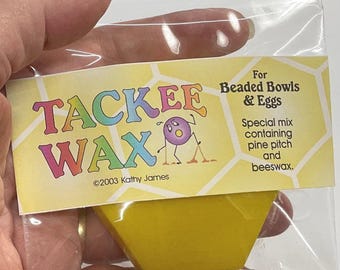 TACKEE
WAX
©2003 Kathy James
For
Beaded Bowls
& Eggs
Special mix
containing
pine pitch
and
beeswax.